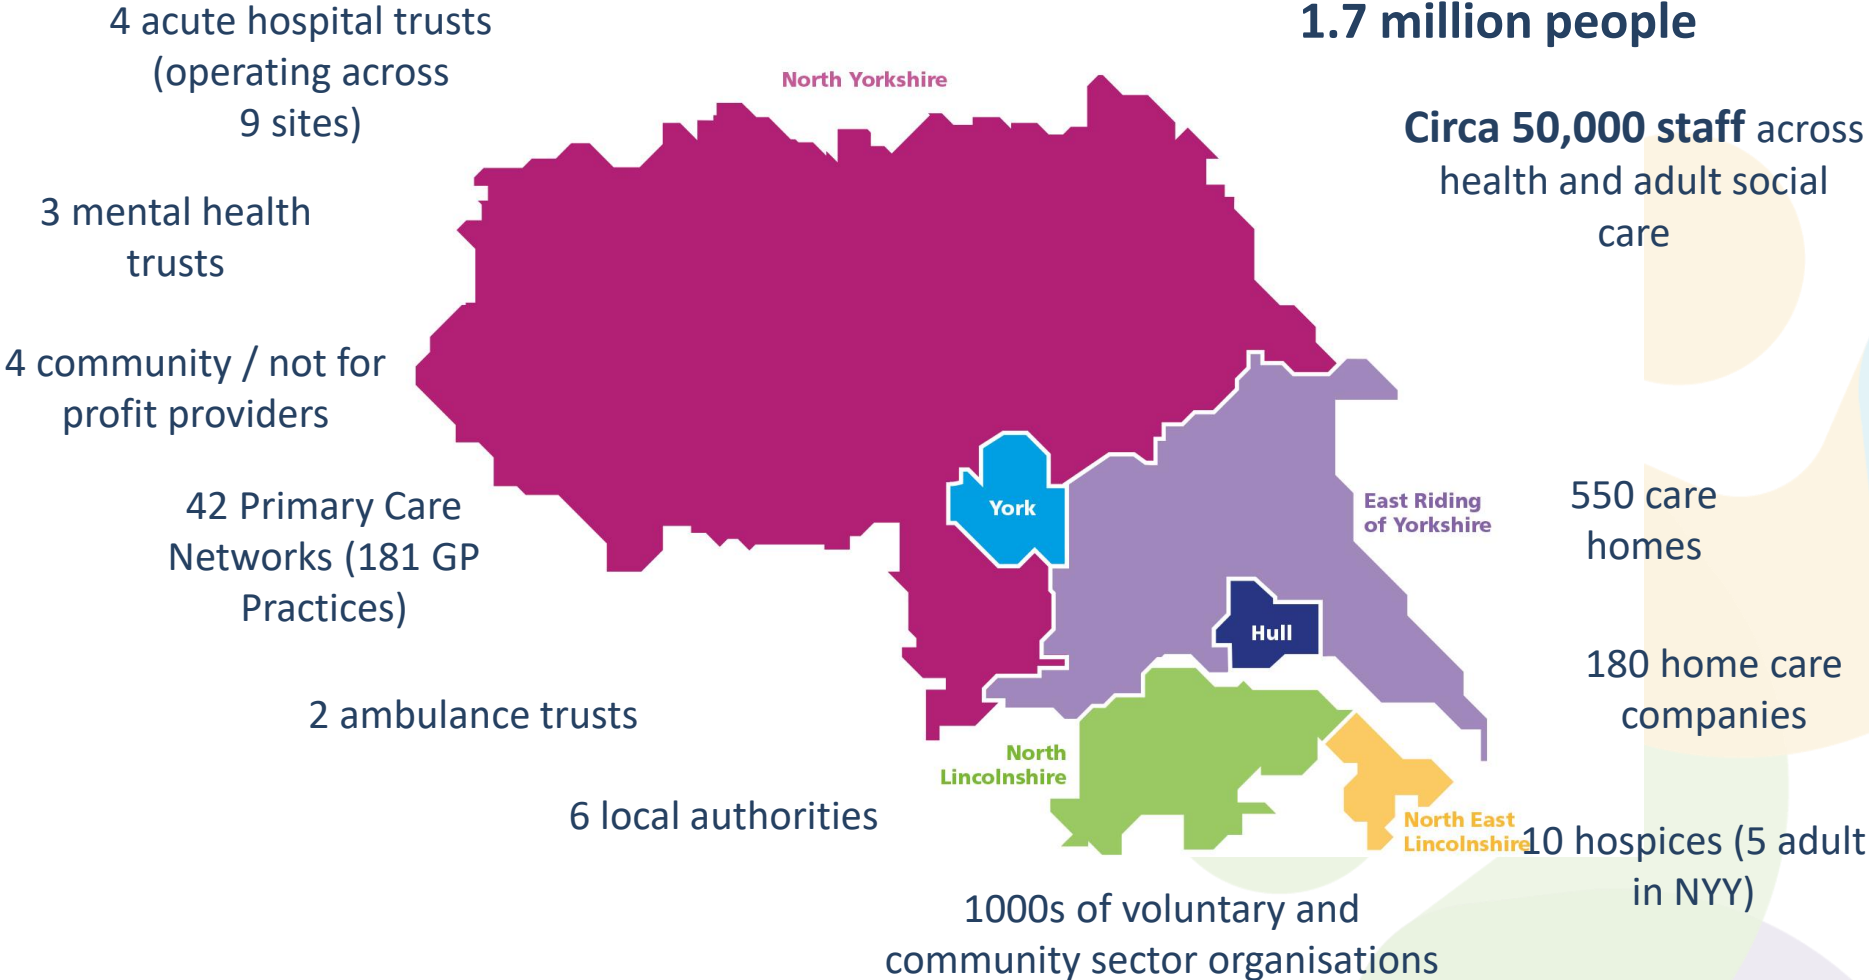 4 acute hospital trusts
(operating across
9 sites)
1.7 million people
North Yorkshire
Circa 50,000 staff across
health and adult social
care
3 mental health
trusts
4 community / not for
profit providers
42 Primary Care
Networks (181 GP
Practices)
York
East Riding
of Yorkshire
550 care
homes
Hull
180 home care
companies
2 ambulance trusts
North
Lincolnshire
6 local authorities
North East
Lincolnshire
10 hospices (5 adult
in NYY)
1000s of voluntary and
community sector organisations